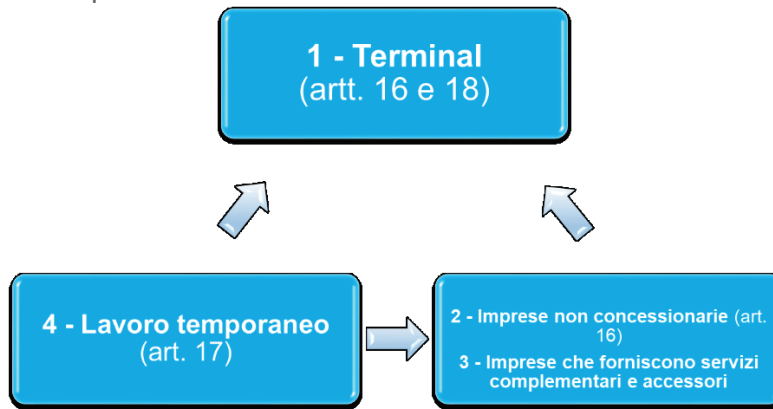 1 - Terminal
(artt. 16 e 18)
4 - Lavoro temporaneo
(art. 17)
2 - Imprese non concessionarie (art.
16)
3 - Imprese che forniscono servizi
complementari e accessori